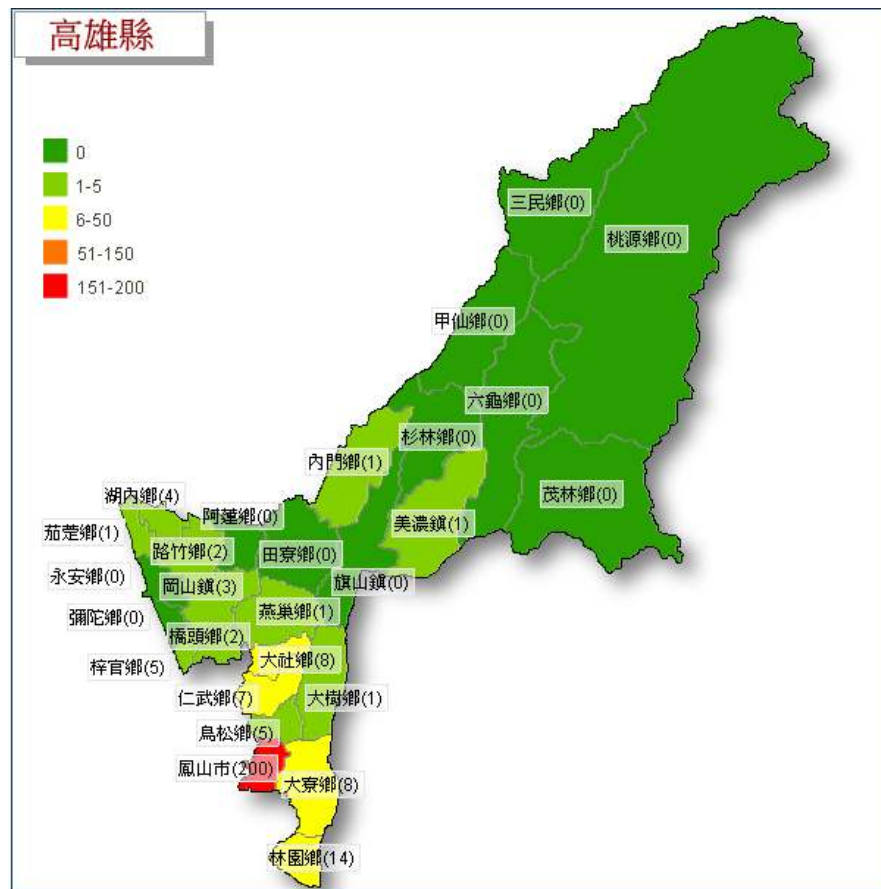 高雄縣
0
1-5
6-50
51-150
151-200
三民鄉(0)
桃源鄉(0)
甲仙鄉(0)
六龜鄉(0)
杉林鄉(0)
內門鄉(1)
茂林鄉(0)
湖內鄉(4)
阿蓮鄉(0)
美濃鎮(1)
茄萣鄉(1)
路竹鄉(2)
田寮鄉(0)
永安鄉(0)
岡山鎮(3)
旗山鎮(0)
彌陀鄉(0)
燕巢鄉(1)
橋頭鄉(2)
梓官鄉(5)
大社鄉(8)
仁武鄉(7)
大樹鄉(1)
鳥松鄉(5)
鳳山市(200)
大寮鄉(8)
林園鄉(14)